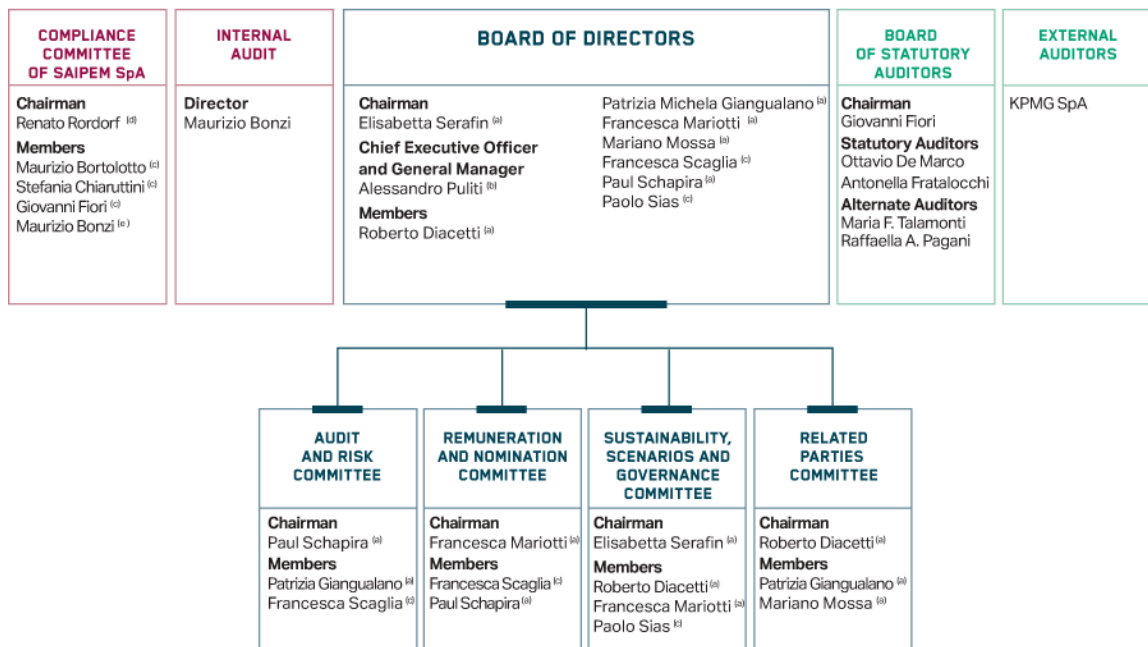 COMPLIANCE
COMMITTEE
OF SAIPEM SpA
Chairman
Renato Rordorf (d)
Members
Maurizio Bortolotto (c)
Stefania Chiaruttini (c)
Giovanni Fiori (c)
Maurizio Bonzi (e)
INTERNAL
AUDIT
Director
Maurizio Bonzi
BOARD OF DIRECTORS
Chairman
Elisabetta Serafin (a)
Chief Executive Officer
and General Manager
Alessandro Puliti (b)
Members
Roberto Diacetti (a)
Patrizia Michela Giangualano (a)
Francesca Mariotti (a)
Mariano Mossa (a)
Francesca Scaglia (c)
Paul Schapira (a)
Paolo Sias (c)
BOARD
OF STATUTORY
AUDITORS
Chairman
Giovanni Fiori
Statutory Auditors
Ottavio De Marco
Antonella Fratalocchi
Alternate Auditors
Maria F. Talamonti
Raffaella A. Pagani
EXTERNAL
AUDITORS
KPMG SpA
AUDIT
AND RISK
COMMITTEE
Chairman
Paul Schapira (a)
Members
Patrizia Giangualano (a)
Francesca Scaglia (c)
REMUNERATION
AND NOMINATION
COMMITTEE
Chairman
Francesca Mariotti (a)
Members
Francesca Scaglia (c)
Paul Schapira (a)
SUSTAINABILITY,
SCENARIOS AND
GOVERNANCE
COMMITTEE
Chairman
Elisabetta Serafin (a)
Members
Roberto Diacetti (a)
Francesca Mariotti (a)
Paolo Sias (c)
RELATED
PARTIES
COMMITTEE
Chairman
Roberto Diacetti (a)
Members
Patrizia Giangualano (a)
Mariano Mossa (a)